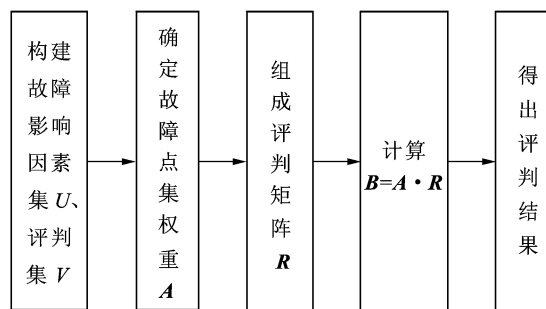 构建
故障
影响
因素
集U、
评判
集V
确定故障点集权重A
组成评判矩阵R
计算
B=A·R
得出评判结果